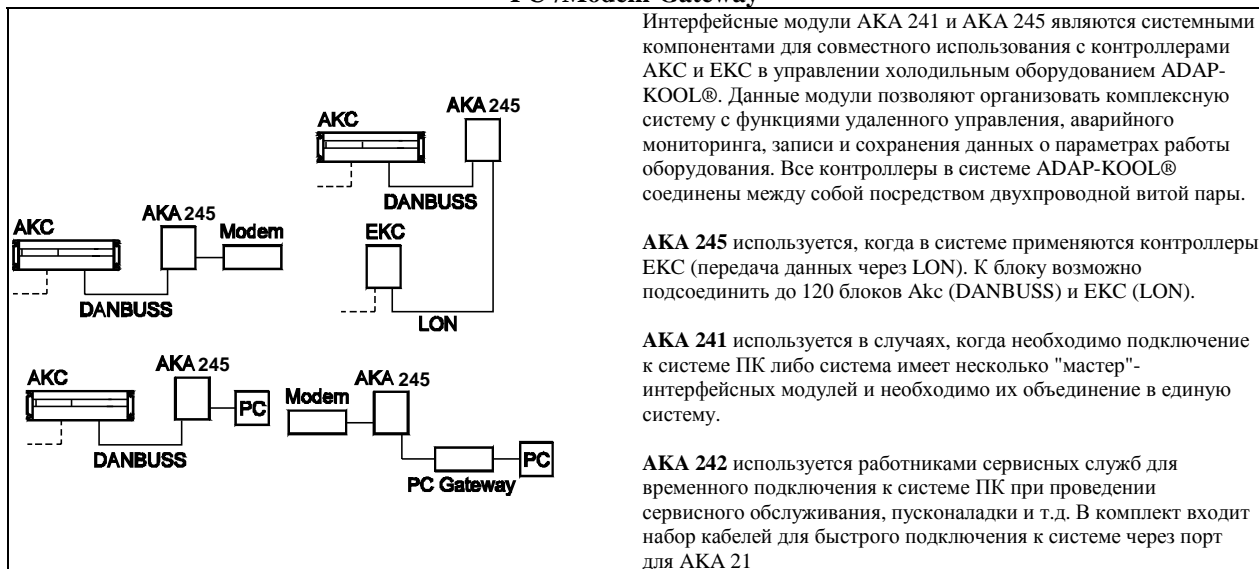 PC /Modem Gateway
AKC
AKA 245
DANBUSS
EKC
LON
AKC
AKA 245
Modem
DANBUSS
AKC
AKA 245
PC
DANBUSS
Modem
AKA 245
PC Gateway
PC
Интерфейсные модули AKA 241 и AKA 245 являются системными
компонентами для совместного использования с контроллерами
AKC и EKC в управлении холодильным оборудованием ADAP-
KOOL®. Данные модули позволяют организовать комплексную
систему с функциями удаленного управления, аварийного
мониторинга, записи и сохранения данных о параметрах работы
оборудования. Все контроллеры в системе ADAP-KOOL®
соединены между собой посредством двухпроводной витой пары.
AKA 245 используется, когда в системе применяются контроллеры
EKC (передача данных через LON). К блоку возможно
подсоединить до 120 блоков Akc (DANBUSS) и EKC (LON).
AKA 241 используется в случаях, когда необходимо подключение
к системе ПК либо система имеет несколько "мастер"-
интерфейсных модулей и необходимо их объединение в единую
систему.
AKA 242 используется работниками сервисных служб для
временного подключения к системе ПК при проведении
сервисного обслуживания, пусконаладки и т.д. В комплект входит
набор кабелей для быстрого подключения к системе через порт
для AKA 21